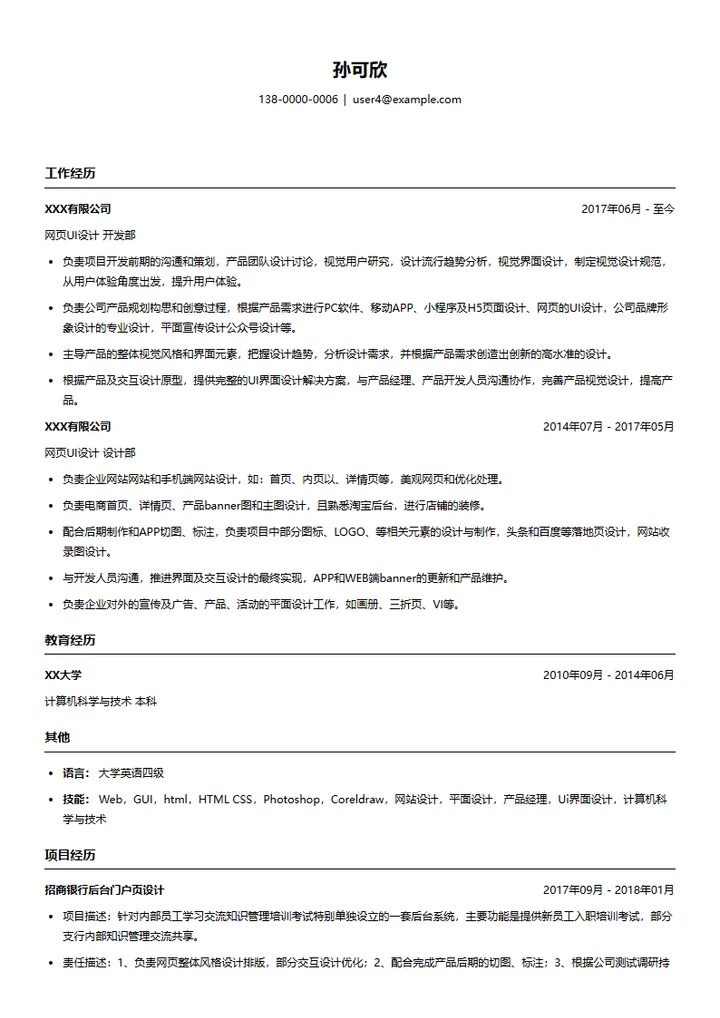 孙可欣
138-0000-0006 | user4@example.com
工作经历
XXX有限公司 2017年06月 - 至今
网页UI设计 开发部
• 负责项目开发前期的沟通和策划，产品团队设计讨论，视觉用户研究，设计流行趋势分析，视觉界面设计，制定视觉设计规范，
从用户体验角度出发，提升用户体验。
• 负责公司产品规划构思和创意过程，根据产品需求进行PC软件、移动APP、小程序及H5页面设计、网页的UI设计，公司品牌形
象设计的专业设计，平面宣传设计公众号设计等。
• 主导产品的整体视觉风格和界面元素，把握设计趋势，分析设计需求，并根据产品需求创造出创新的高水准的设计。
• 根据产品及交互设计原型，提供完整的UI界面设计解决方案，与产品经理、产品开发人员沟通协作，完善产品视觉设计，提高产
品。
XXX有限公司 2014年07月 - 2017年05月
网页UI设计 设计部
• 负责企业网站网站和手机端网站设计，如：首页、内页以、详情页等，美观网页和优化处理。
• 负责电商首页、详情页、产品banner图和主图设计，且熟悉淘宝后台，进行店铺的装修。
• 配合后期制作和APP切图、标注，负责项目中部分图标、LOGO、等相关元素的设计与制作，头条和百度等落地页设计，网站收
录图设计。
• 与开发人员沟通，推进界面及交互设计的最终实现，APP和WEB端banner的更新和产品维护。
• 负责企业对外的宣传及广告、产品、活动的平面设计工作，如画册、三折页、VI等。
教育经历
XX大学 2010年09月 - 2014年06月
计算机科学与技术 本科
其他
• 语言： 大学英语四级
• 技能： Web，GUI，html，HTML CSS，Photoshop，Coreldraw，网站设计，平面设计，产品经理，Ui界面设计，计算机科
学与技术
项目经历
招商银行后台门户页设计 2017年09月 - 2018年01月
• 项目描述：针对内部员工学习交流知识管理培训考试特别单独设立的一套后台系统，主要功能是提供新员工入职培训考试，部分
支行内部知识管理交流共享。
• 责任描述：1、负责网页整体风格设计排版，部分交互设计优化；2、配合完成产品后期的切图、标注；3、根据公司测试调研持